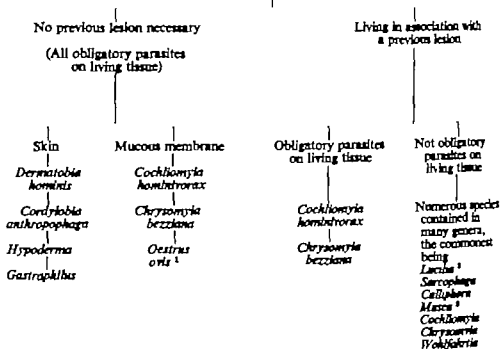 No previous lesion necessary
(All obligatory parasites
on living tissue)
Living in association with
a previous lesion
Skin
Dermatobia
hominis
Cordylobia
anthropophaga
Hypoderma
Gastrophilus
Mucous membrane
Cochliomyia
hominivorax
Chrysomyia
bezziana
Oestrus
ovis 1
Obligatory parasites
on living tissue
Cochliomyia
hominivorax
Chrysomyia
bezziana
Not obligatory
parasites on
living tissue
Numerous species
contained in
many genera,
the commonest
being
Lucilia
Sarcophaga
Calliphora
Musca
Cochliomyia
Chrysomyia
Wohlfahrtia